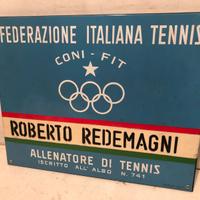 FEDERAZIONE ITALIANA TENNIS
CONI - FIT
ROBERTO REDEMAGNI
ALLENATORE DI TENNIS
ISCRITTO ALL'ALBO N. 741